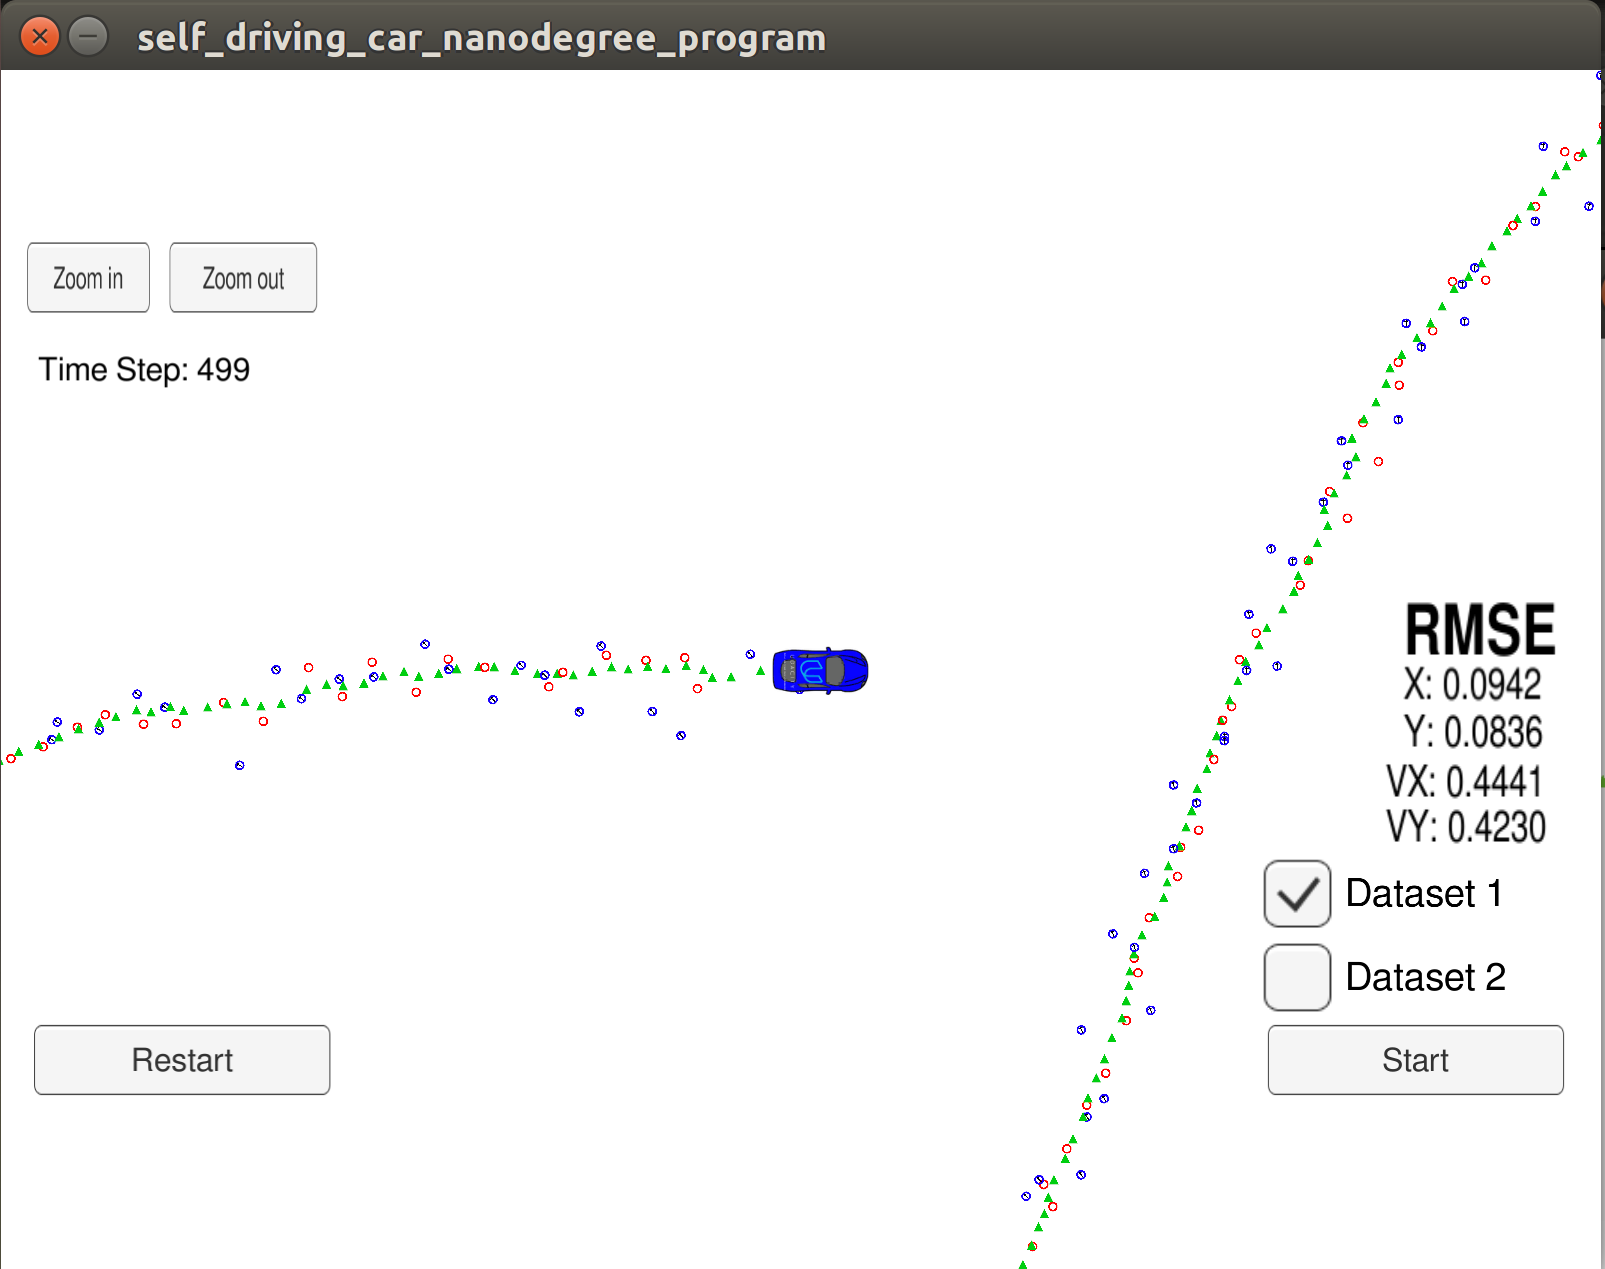 self_driving_car_nanodegree_program
Zoom in
Zoom out
Time Step: 499
RMSE
X: 0.0942
Y: 0.0836
VX: 0.4441
VY: 0.4230
Dataset 1
Dataset 2
Restart
Start